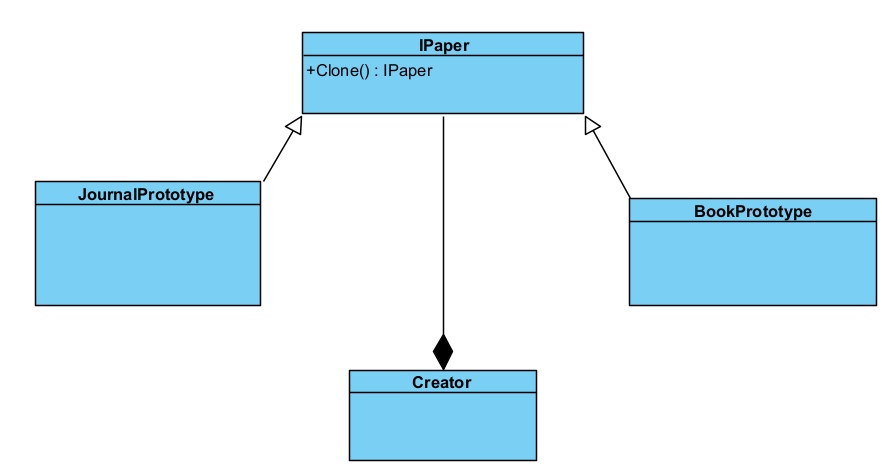 IPaper
+Clone() : IPaper
JournalPrototype
BookPrototype
Creator